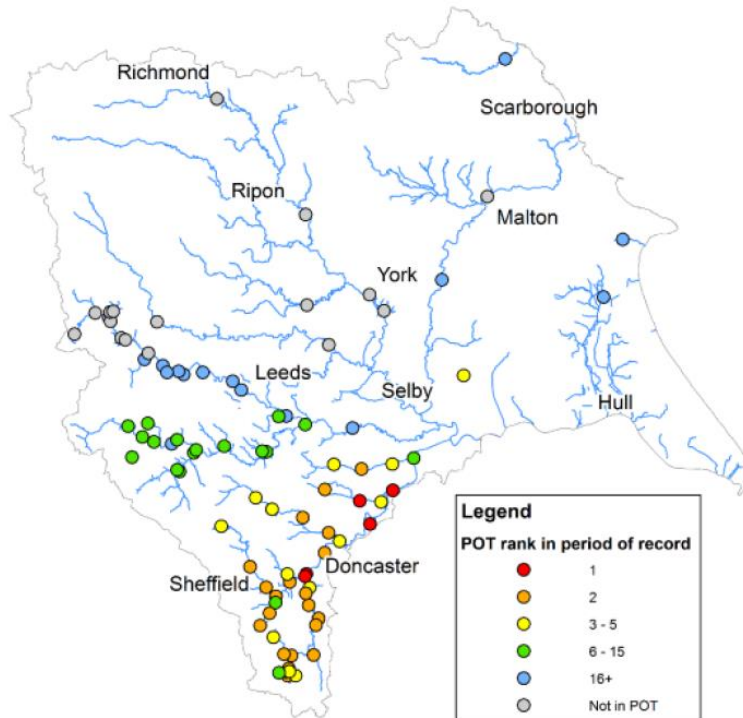 Richmond
Scarborough
Ripon
Malton
York
Leeds
Selby
Hull
Doncaster
Sheffield
Legend
POT rank in period of record
1
2
3 - 5
6 - 15
16+
Not in POT